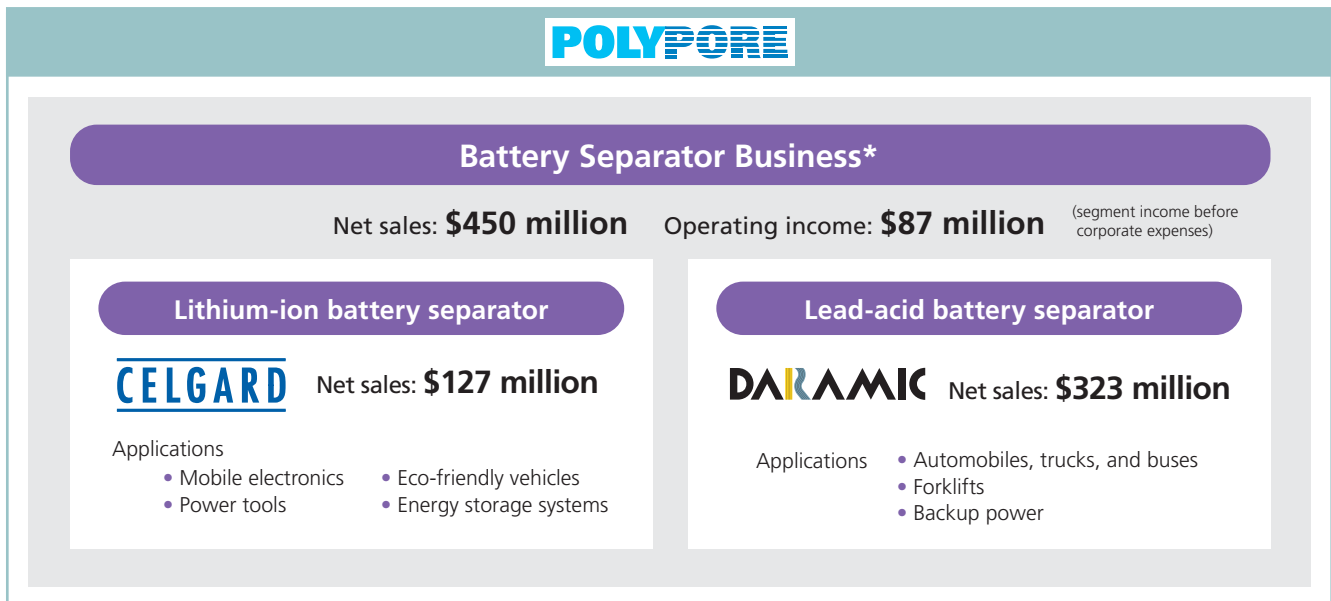 POLYPORE
Battery Separator Business*
Net sales: $450 million Operating income: $87 million (segment income before
corporate expenses)
Lithium-ion battery separator
CELGARD Net sales: $127 million
Applications
• Mobile electronics • Eco-friendly vehicles
• Power tools • Energy storage systems
Lead-acid battery separator
DARAMIC Net sales: $323 million
Applications • Automobiles, trucks, and buses
• Forklifts
• Backup power